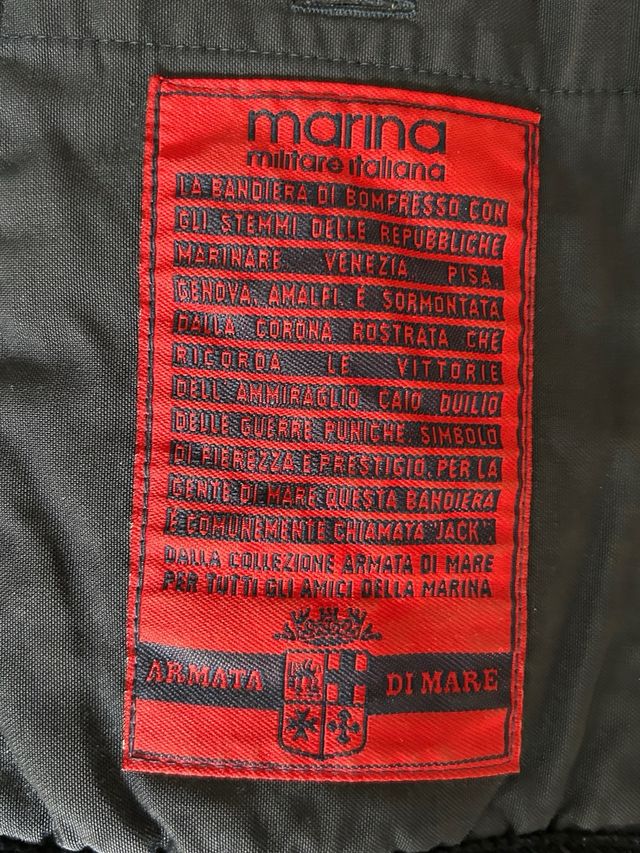 marina
militare italiana
LA BANDIERA DI BOMPRESSO CON
GLI STEMMI DELLE REPUBBLICHE
MARINARE VENEZIA, PISA,
GENOVA, AMALFI, È SORMONTATA
DALLA CORONA ROSTRATA CHE
RICORDA LE VITTORIE
DELL'AMMIRAGLIO CAIO DUILIO
DELLE GUERRE PUNICHE. SIMBOLO
DI FIEREZZA E PRESTIGIO. PER LA
GENTE DI MARE QUESTA BANDIERA
È COMUNEMENTE CHIAMATA "JACK".
DALLA COLLEZIONE ARMATA DI MARE
PER TUTTI GLI AMICI DELLA MARINA
ARMATA DI MARE